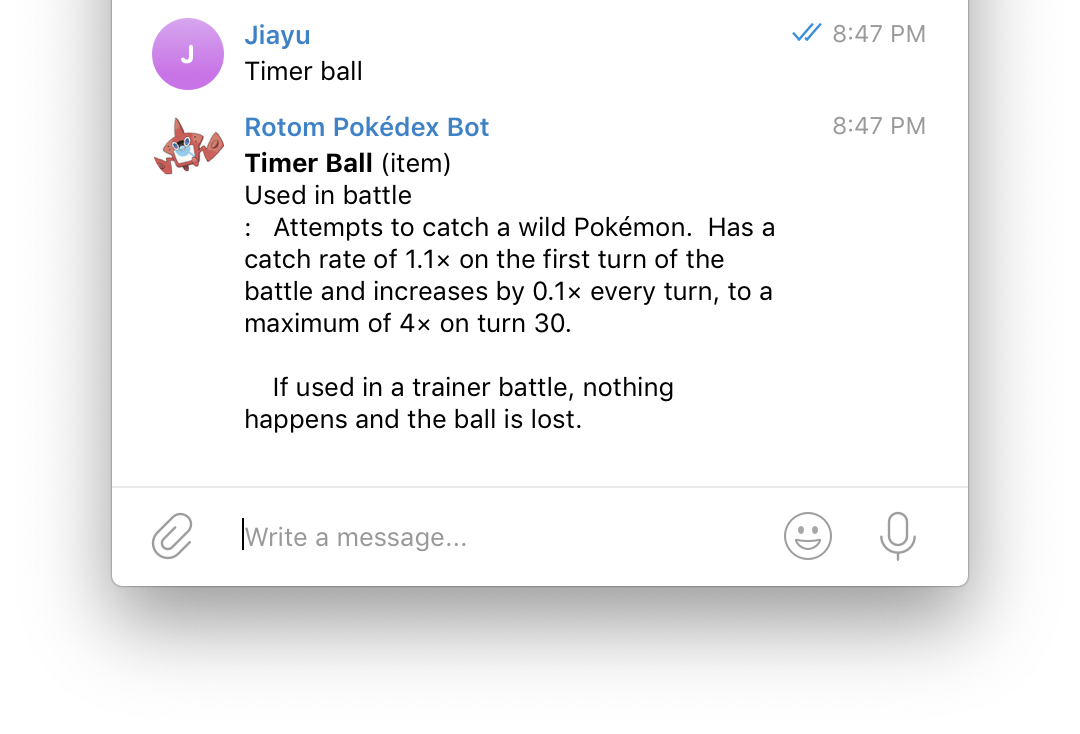 Jiayu
8:47 PM
J
Timer ball
Rotom Pokédex Bot
8:47 PM
Timer Ball (item)
Used in battle
:   Attempts to catch a wild Pokémon.  Has a
catch rate of 1.1× on the first turn of the
battle and increases by 0.1× every turn, to a
maximum of 4× on turn 30.
If used in a trainer battle, nothing
happens and the ball is lost.
Write a message...